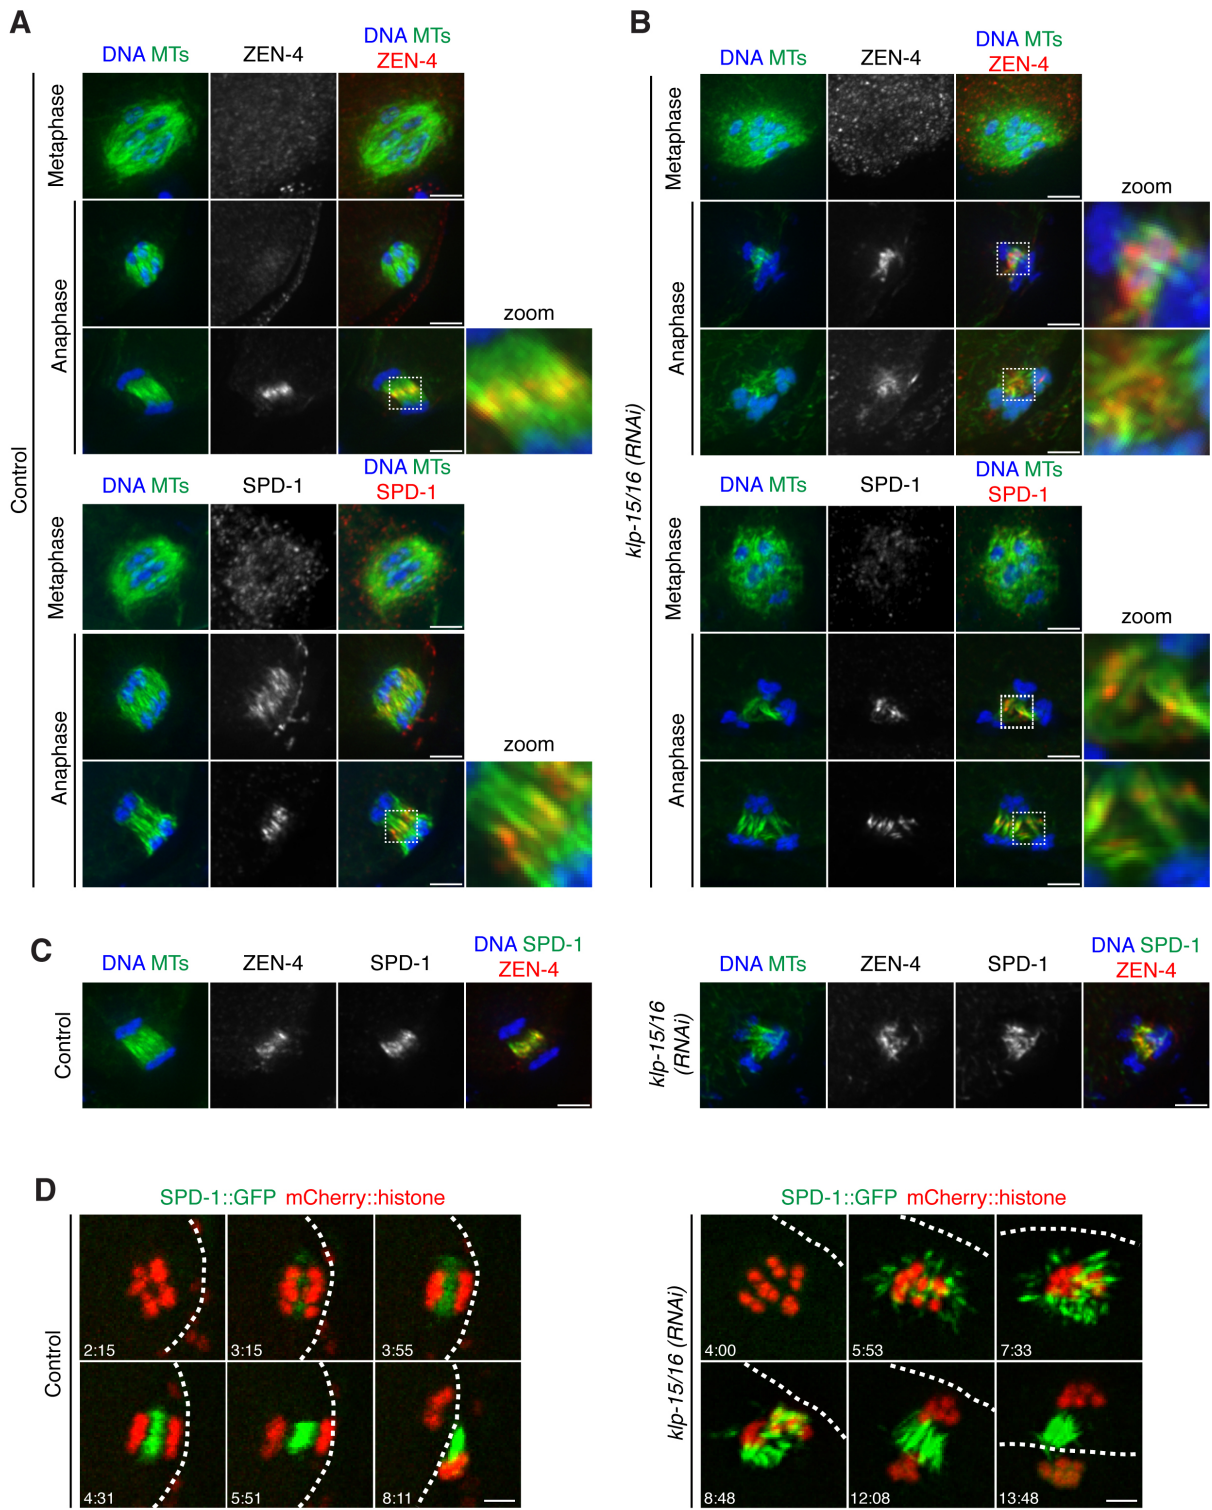 A
DNA MTs
ZEN-4
DNA MTs
ZEN-4
Control
Metaphase
Anaphase
zoom
DNA MTs
SPD-1
DNA MTs
SPD-1
Metaphase
Anaphase
zoom
B
DNA MTs
ZEN-4
DNA MTs
ZEN-4
klp-15/16 (RNAi)
Metaphase
zoom
Anaphase
DNA MTs
SPD-1
DNA MTs
SPD-1
Metaphase
zoom
Anaphase
C
DNA MTs
ZEN-4
SPD-1
DNA SPD-1
ZEN-4
Control
DNA MTs
ZEN-4
SPD-1
DNA SPD-1
ZEN-4
klp-15/16
(RNAi)
D
SPD-1::GFP mCherry::histone
Control
2:15
3:15
3:55
4:31
5:51
8:11
SPD-1::GFP mCherry::histone
klp-15/16 (RNAi)
4:00
5:53
7:33
8:48
12:08
13:48